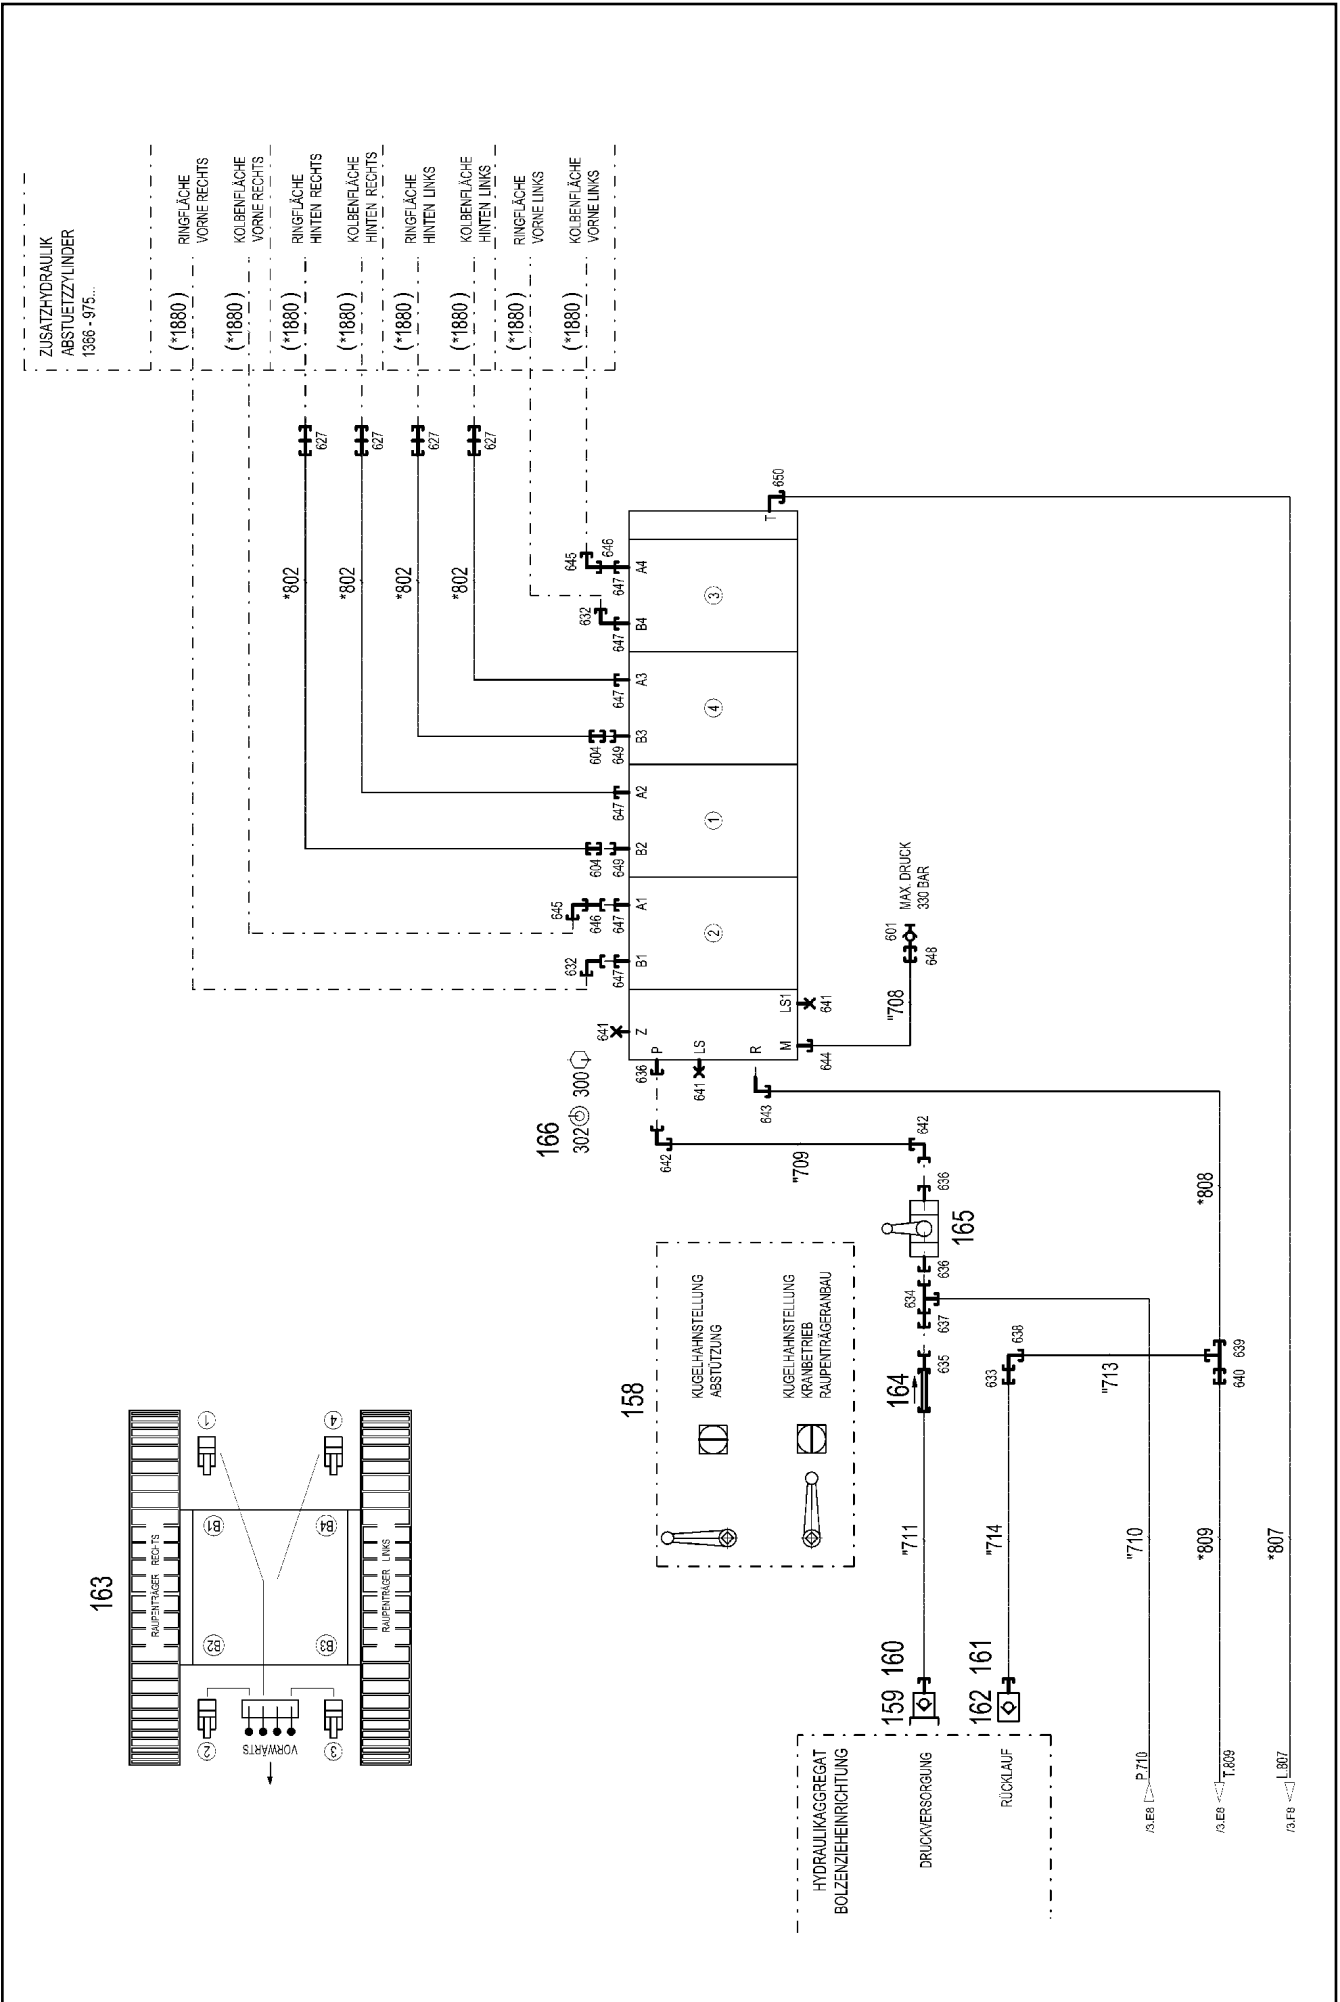 ZUSATZHYDRAULIK
ABSTUETZZYLINDER
1366 - 975...
RINGFLÄCHE
VORNE RECHTS
KOLBENFLÄCHE
VORNE RECHTS
RINGFLÄCHE
HINTEN RECHTS
KOLBENFLÄCHE
HINTEN RECHTS
RINGFLÄCHE
HINTEN LINKS
KOLBENFLÄCHE
HINTEN LINKS
RINGFLÄCHE
VORNE LINKS
KOLBENFLÄCHE
VORNE LINKS
(*1880)
(*1880)
(*1880)
(*1880)
(*1880)
(*1880)
(*1880)
(*1880)
627
627
627
627
*802
*802
*802
*802
632
647
B1
645
646
647
A1
604
649
B2
647
A2
604
649
B3
647
A3
632
647
B4
645
646
647
A4
T
650
2
1
4
3
641
Z
P
LS
R
M
LS1
641
636
641
643
644
"708
601
648
MAX. DRUCK
330 BAR
166
302 300
642
"709
642
636
165
636
634
637
635
164
633
638
"713
639
640
*808
158
KUGELHAHNSTELLUNG
ABSTÜTZUNG
KUGELHAHNSTELLUNG
KRANBETRIEB
RAUPENTRÄGERANBAU
163
RAUPENTRÄGER RECHTS
RAUPENTRÄGER LINKS
B1
B2
B3
B4
1
2
3
4
VORWÄRTS
"711
"714
"710
*809
*807
159 160
162 161
HYDRAULIKAGGREGAT
BOLZENZIEHEINRICHTUNG
DRUCKVERSORGUNG
RÜCKLAUF
/3.E8 P.710
/3.E8 T.809
/3.F8 L.807